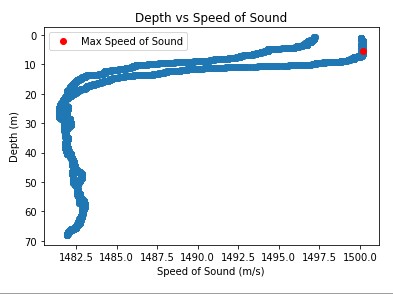 Depth vs Speed of Sound
Max Speed of Sound
0
10
20
30
40
50
60
70
Depth (m)
1482.5 1485.0 1487.5 1490.0 1492.5 1495.0 1497.5 1500.0
Speed of Sound (m/s)